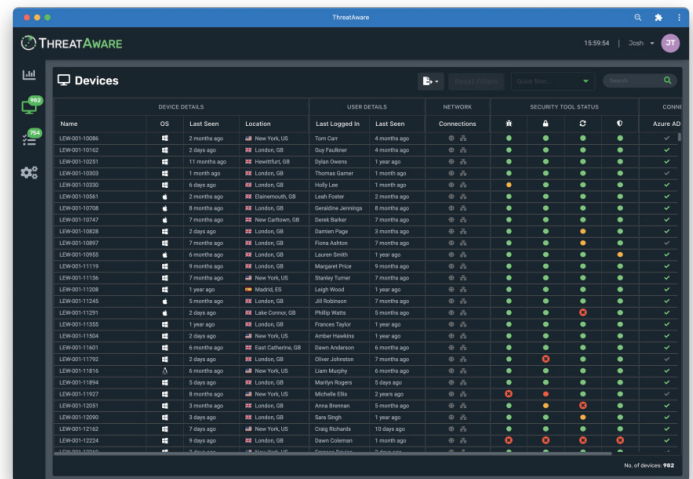 ThreatAware
THREATAWARE 15:59:54 | Josh JT
Devices Search
982
754
DEVICE DETAILS USER DETAILS NETWORK SECURITY TOOL STATUS CONNE
Name OS Last Seen Location Last Logged In Last Seen Connections Azure AD
LEW-001-10086 2 months ago New York, US Tom Carr 4 months ago
LEW-001-10162 2 days ago London, GB Guy Faulkner 4 months ago
LEW-001-10251 11 months ago Hewittfurt, GB Dylan Owens 1 year ago
LEW-001-10303 1 month ago London, GB Thomas Garner 1 month ago
LEW-001-10330 6 days ago London, GB Holly Lee 1 month ago
LEW-001-10561 2 months ago Elainemouth, GB Leah Foster 2 months ago
LEW-001-10708 8 months ago London, GB Geraldine Jennings 8 months ago
LEW-001-10747 7 months ago New Carltown, GB Derek Barker 7 months ago
LEW-001-10828 2 days ago London, GB Damien Page 3 months ago
LEW-001-10897 7 months ago London, GB Fiona Ashton 7 months ago
LEW-001-10955 6 months ago London, GB Lauren Smith 1 year ago
LEW-001-11119 9 months ago London, GB Margaret Price 9 months ago
LEW-001-11136 7 months ago New York, US Stanley Turner 7 months ago
LEW-001-11208 1 year ago Madrid, ES Leigh Wood 1 year ago
LEW-001-11245 5 months ago London, GB Jill Robinson 7 months ago
LEW-001-11291 2 days ago Lake Connor, GB Phillip Watts 5 months ago
LEW-001-11355 1 year ago London, GB Frances Taylor 1 year ago
LEW-001-11504 2 days ago New York, US Amber Hawkins 1 year ago
LEW-001-11601 6 months ago East Catherine, GB Dawn Anderson 6 months ago
LEW-001-11792 2 days ago London, GB Oliver Johnston 7 months ago
LEW-001-11816 6 months ago New York, US Liam Murphy 6 months ago
LEW-001-11894 5 days ago London, GB Marilyn Rogers 5 days ago
LEW-001-11927 8 months ago New York, US Michelle Ellis 2 years ago
LEW-001-12051 3 months ago London, GB Anna Brennan 5 months ago
LEW-001-12090 3 days ago London, GB Sara Singh 1 year ago
LEW-001-12162 7 days ago New York, US Craig Richards 10 days ago
LEW-001-12224 9 days ago London, GB Dawn Coleman 1 month ago
No. of devices: 982